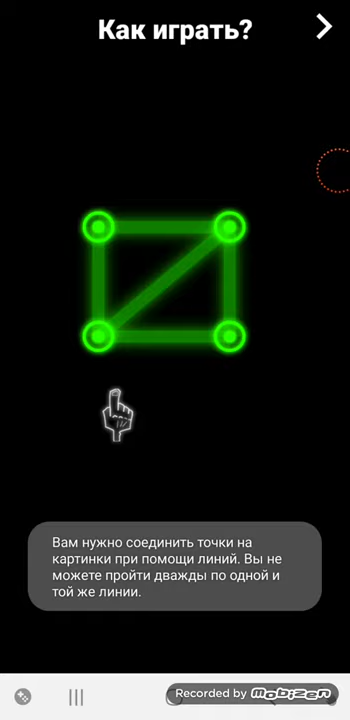 Как играть?
Вам нужно соединить точки на
картинки при помощи линий. Вы не
можете пройти дважды по одной и
той же линии.
Recorded by Mobizen